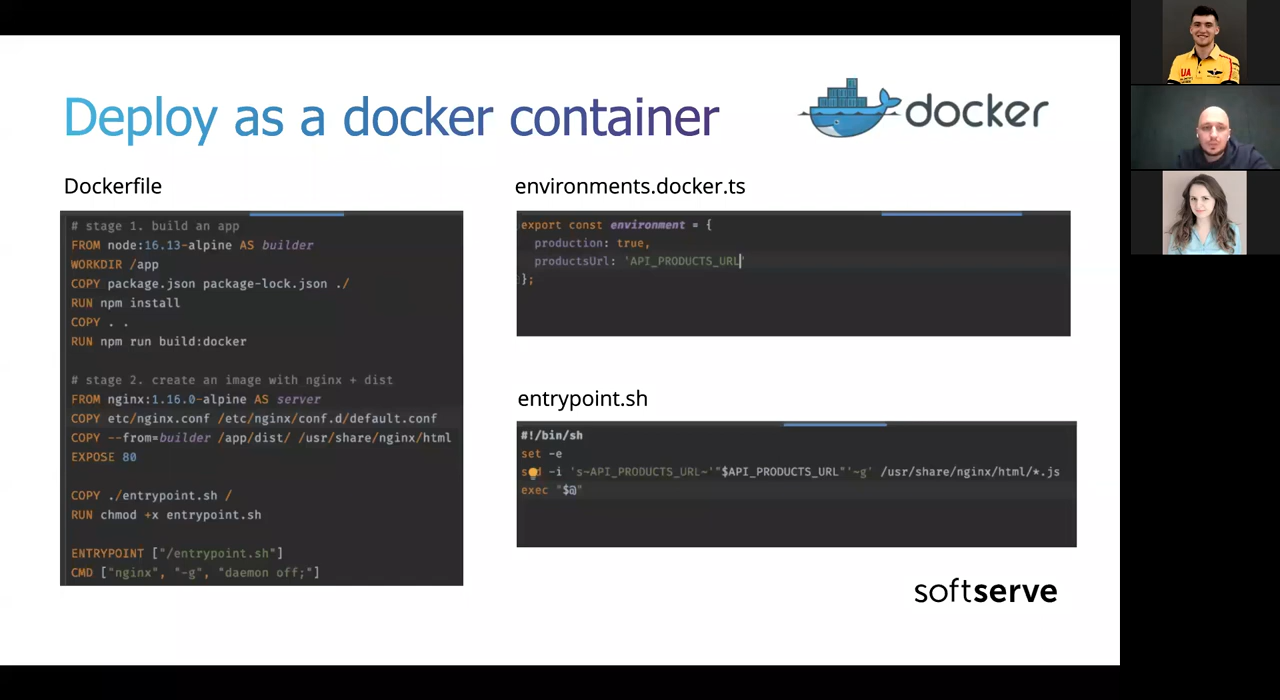 Deploy as a docker container
docker
Dockerfile
# stage 1. build an app
FROM node:16.13-alpine AS builder
WORKDIR /app
COPY package.json package-lock.json ./
RUN npm install
COPY . .
RUN npm run build:docker
# stage 2. create an image with nginx + dist
FROM nginx:1.16.0-alpine AS server
COPY etc/nginx.conf /etc/nginx/conf.d/default.conf
COPY --from=builder /app/dist/ /usr/share/nginx/html
EXPOSE 80
COPY ./entrypoint.sh /
RUN chmod +x entrypoint.sh
ENTRYPOINT ["/entrypoint.sh"]
CMD ["nginx", "-g", "daemon off;"]
environments.docker.ts
export const environment = {
production: true,
productsUrl: 'API_PRODUCTS_URL'
};
entrypoint.sh
#!/bin/sh
set -e
sed -i 's~API_PRODUCTS_URL~'"$API_PRODUCTS_URL"'~g' /usr/share/nginx/html/*.js
exec "$@"
softserve
UA